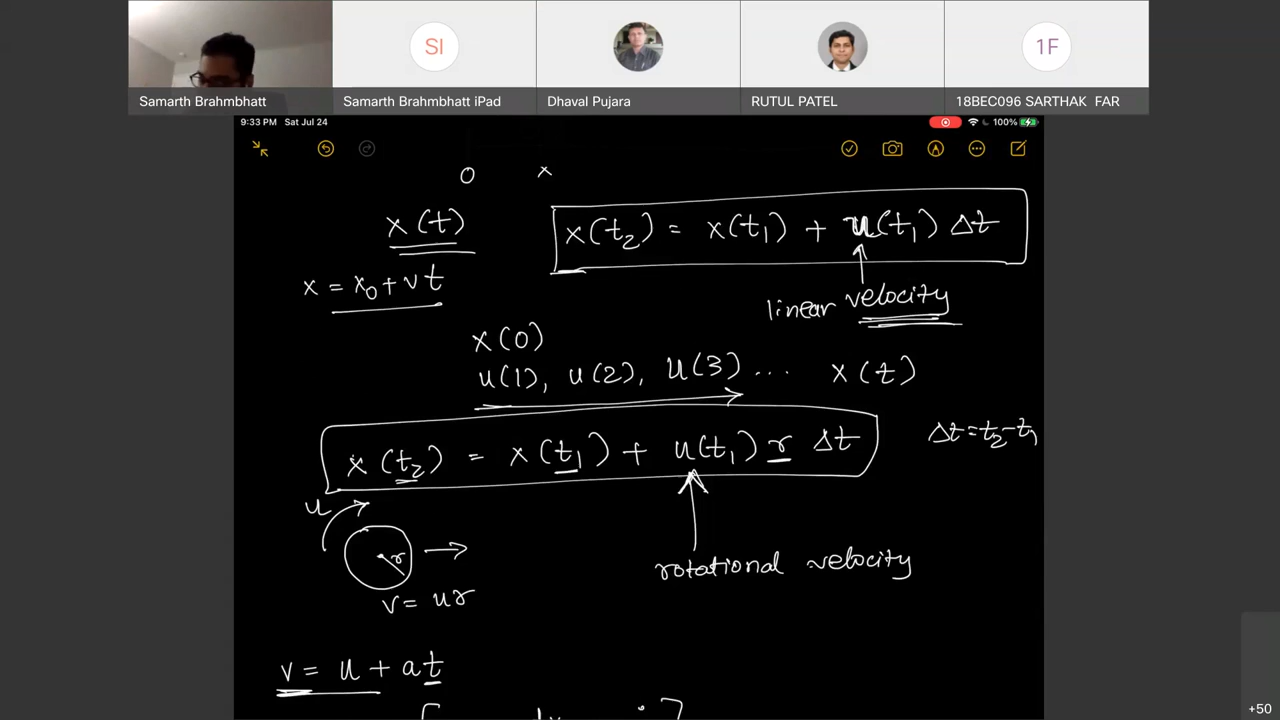 SI
1F
Samarth Brahmbhatt
Samarth Brahmbhatt iPad
Dhaval Pujara
RUTUL PATEL
18BEC096 SARTHAK FAR
9:33 PM Sat Jul 24
100%
0 x
x(t)
x(t₂) = x(t₁) + u(t₁) Δt
x = x₀ + vt
linear velocity
x(0)
u(1), u(2), u(3) ... x(t)
x(t₂) = x(t₁) + u(t₁) r Δt
Δt = t₂ - t₁
u
r
v = ur
rotational velocity
v = u + at
+50